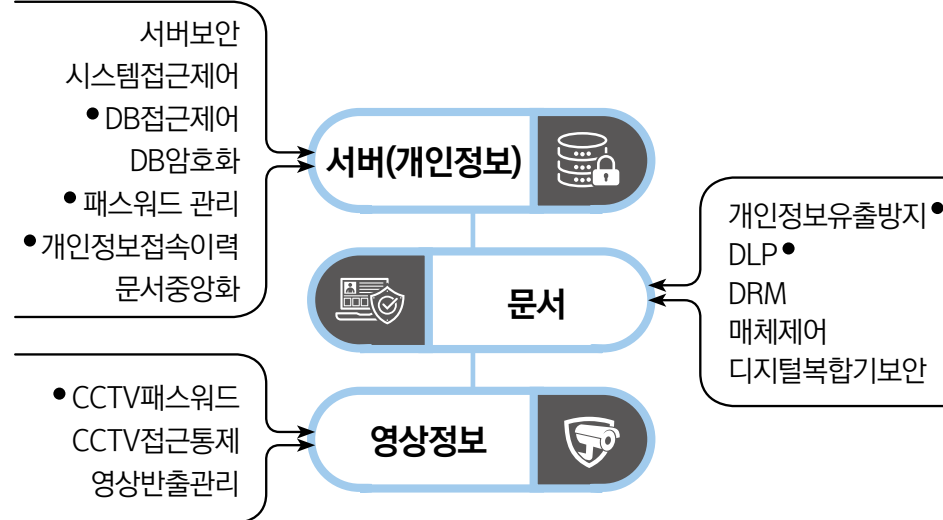 서버보안
시스템접근제어
•DB접근제어
DB암호화
•패스워드 관리
•개인정보접속이력
문서중앙화
서버(개인정보)
개인정보유출방지•
DLP•
DRM
매체제어
디지털복합기보안
문서
•CCTV패스워드
CCTV접근통제
영상반출관리
영상정보